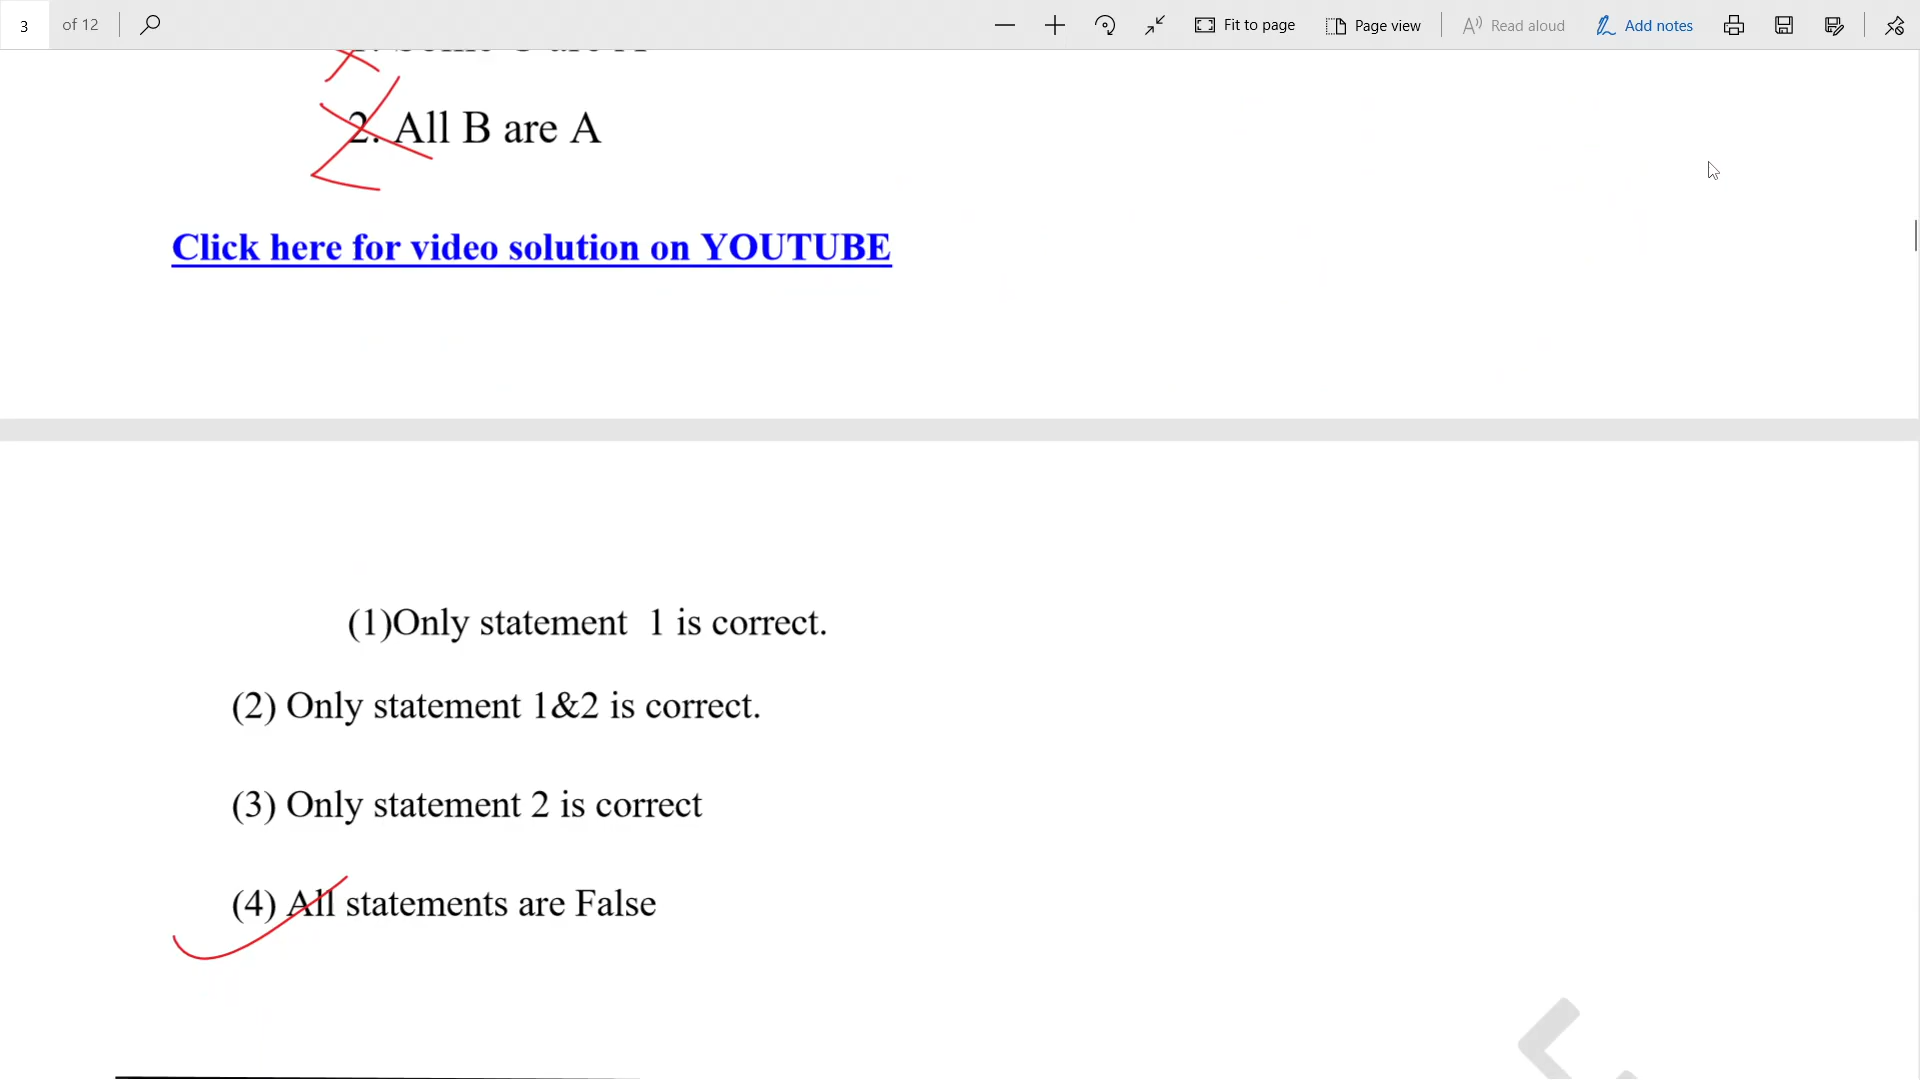 3 of 12 Fit to page Page view Read aloud Add notes
2. All B are A
Click here for video solution on YOUTUBE
(1)Only statement 1 is correct.
(2) Only statement 1&2 is correct.
(3) Only statement 2 is correct
(4) All statements are False